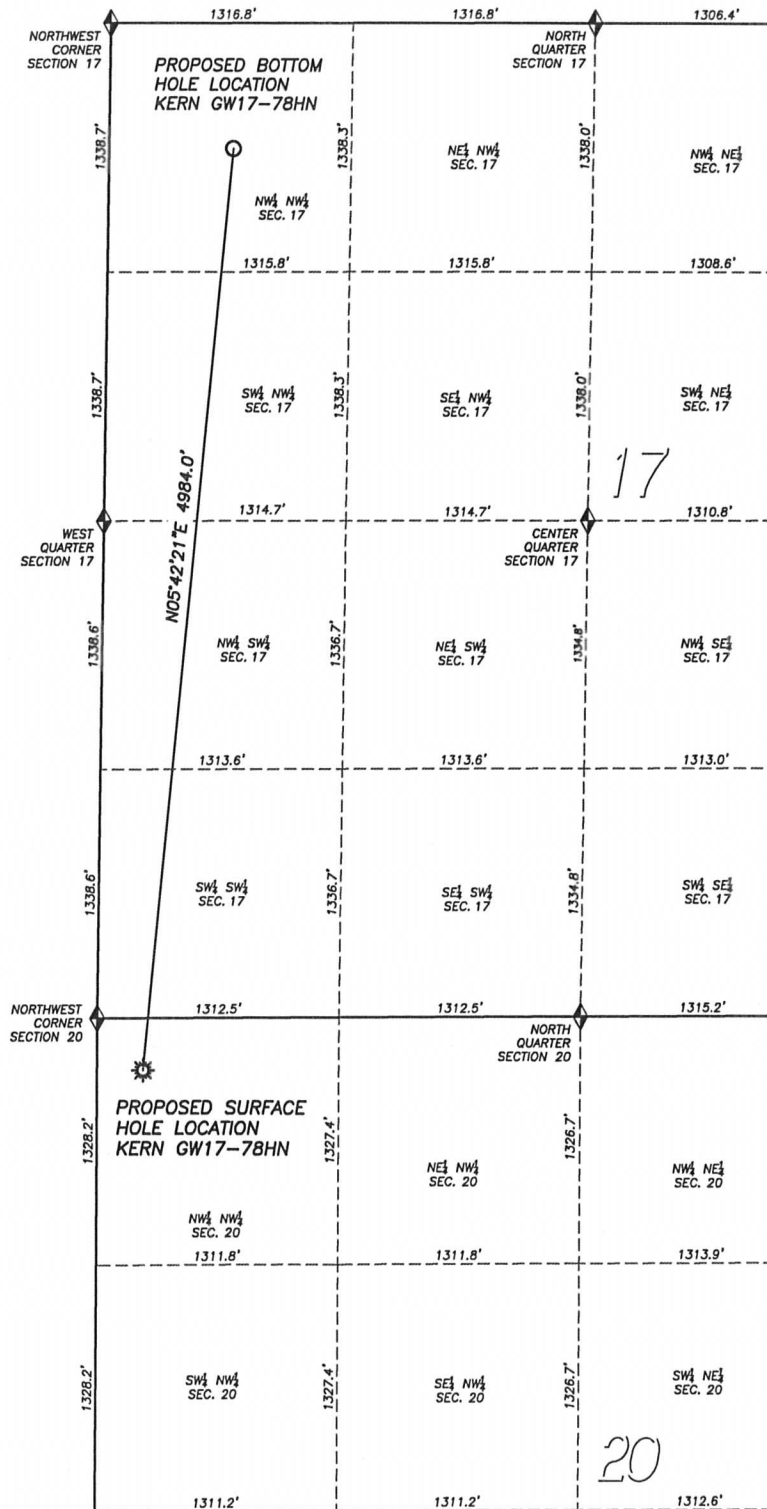 1316.8' 1316.8' 1306.4'
NORTHWEST
CORNER
SECTION 17
NORTH
QUARTER
SECTION 17
PROPOSED BOTTOM
HOLE LOCATION
KERN GW17-78HN
1338.7' 1338.3' 1338.0'
NW¼ NW¼
SEC. 17
NE¼ NW¼
SEC. 17
NW¼ NE¼
SEC. 17
1315.8' 1315.8' 1308.6'
1338.7' 1338.3' 1338.0'
SW¼ NW¼
SEC. 17
SE¼ NW¼
SEC. 17
SW¼ NE¼
SEC. 17
17
N05°42'21"E 4984.0'
1314.7' 1314.7' 1310.8'
WEST
QUARTER
SECTION 17
CENTER
QUARTER
SECTION 17
1338.6' 1336.7' 1334.8'
NW¼ SW¼
SEC. 17
NE¼ SW¼
SEC. 17
NW¼ SE¼
SEC. 17
1313.6' 1313.6' 1313.0'
1338.6' 1336.7' 1334.8'
SW¼ SW¼
SEC. 17
SE¼ SW¼
SEC. 17
SW¼ SE¼
SEC. 17
NORTHWEST
CORNER
SECTION 20
1312.5' 1312.5' 1315.2'
NORTH
QUARTER
SECTION 20
PROPOSED SURFACE
HOLE LOCATION
KERN GW17-78HN
1328.2' 1327.4' 1326.7'
NW¼ NW¼
SEC. 20
NE¼ NW¼
SEC. 20
NW¼ NE¼
SEC. 20
1311.8' 1311.8' 1313.9'
1328.2' 1327.4' 1326.7'
SW¼ NW¼
SEC. 20
SE¼ NW¼
SEC. 20
SW¼ NE¼
SEC. 20
20
1311.2' 1311.2' 1312.6'